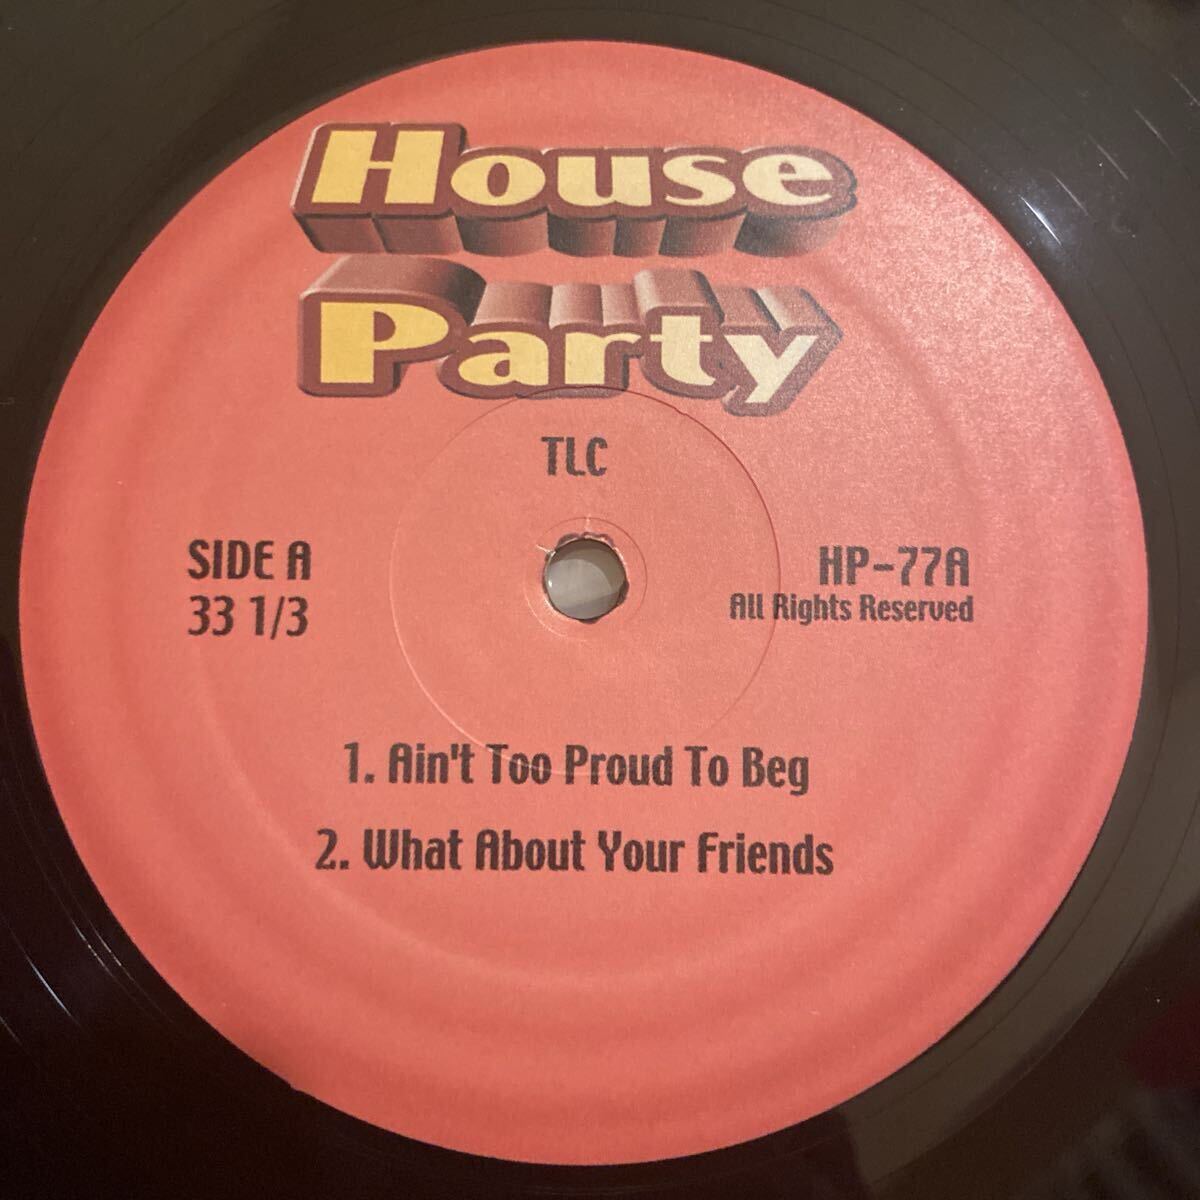 House
Party
TLC
SIDE A
33 1/3
HP-77A
All Rights Reserved
1. Ain't Too Proud To Beg
2. What About Your Friends